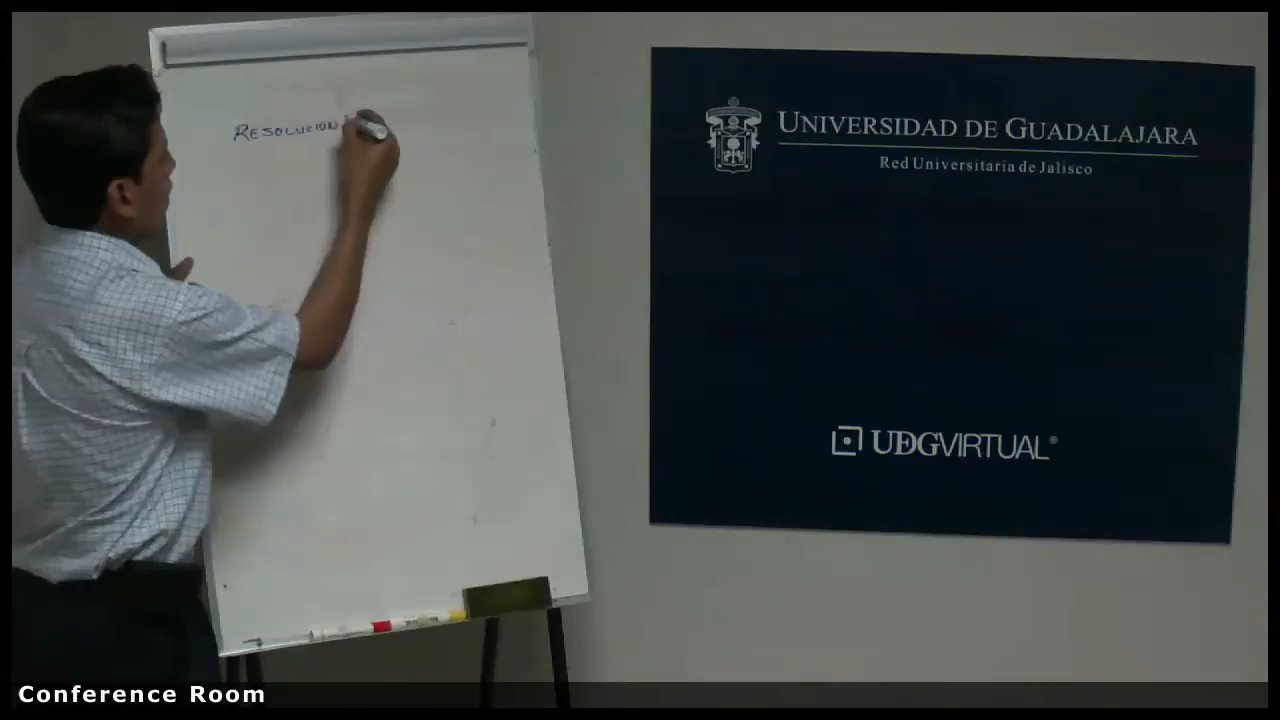 RESOLUCION
UNIVERSIDAD DE GUADALAJARA
Red Universitaria de Jalisco
UDGVIRTUAL®
Conference Room